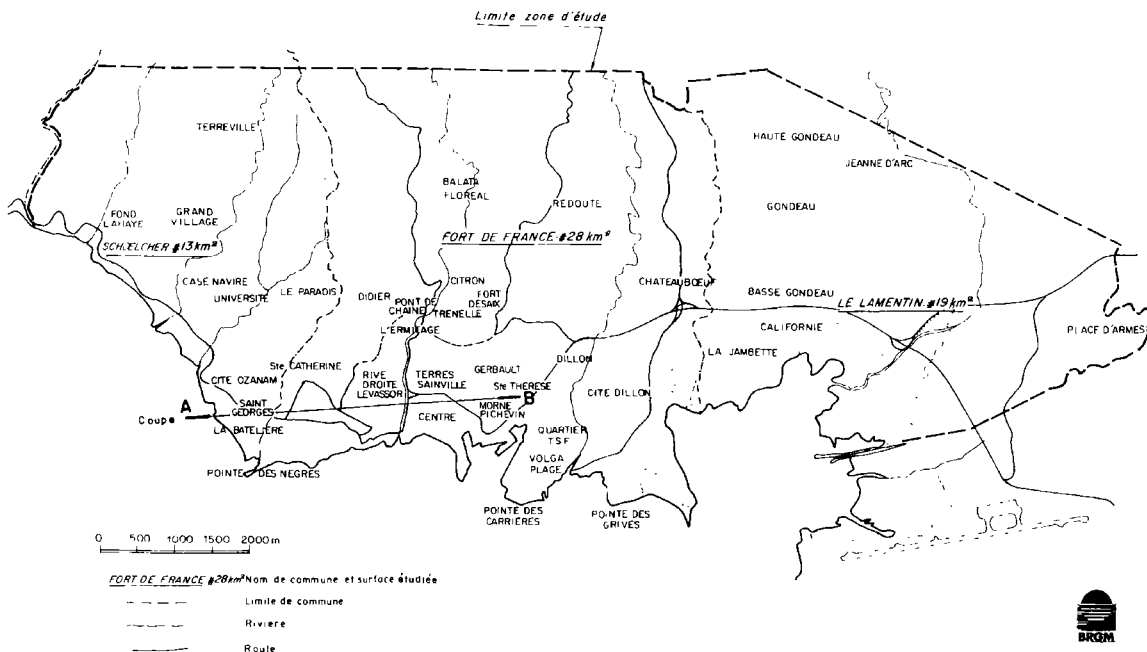 Limite zone d'étude
TERREVILLE
HAUTE GONDEAU
JEANNE D'ARC
BALATA
FLOREAL
REDOUTE
GONDEAU
FOND
LAHAYE
GRAND
VILLAGE
SCHŒLCHER #13 km²
FORT DE FRANCE #28 km²
CASE NAVIRE
UNIVERSITE
LE PARADIS
DIDIER
CITRON
PONT DE
CHAINE
TRENELLE
FORT
DESAIX
L'ERMITAGE
CHATEAUBŒUF
BASSE GONDEAU
LE LAMENTIN #19 km²
CALIFORNIE
PLACE D'ARMES
LA JAMBETTE
DILLON
Ste CATHERINE
CITE OZANAM
RIVE
DROITE
LEVASSOR
TERRES
SAINVILLE
GERBAULT
Ste THERESE
CITE DILLON
Coupe A
SAINT
GEORGES
B
MORNE
PICHEVIN
CENTRE
LA BATELIERE
QUARTIER
T S F
VOLGA
PLAGE
POINTE DES NEGRES
POINTE DES
CARRIÈRES
POINTE DES
GRIVES
0 500 1000 1500 2000 m
FORT DE FRANCE #28 km² Nom de commune et surface étudiée
Limite de commune
Rivière
Route
BRGM